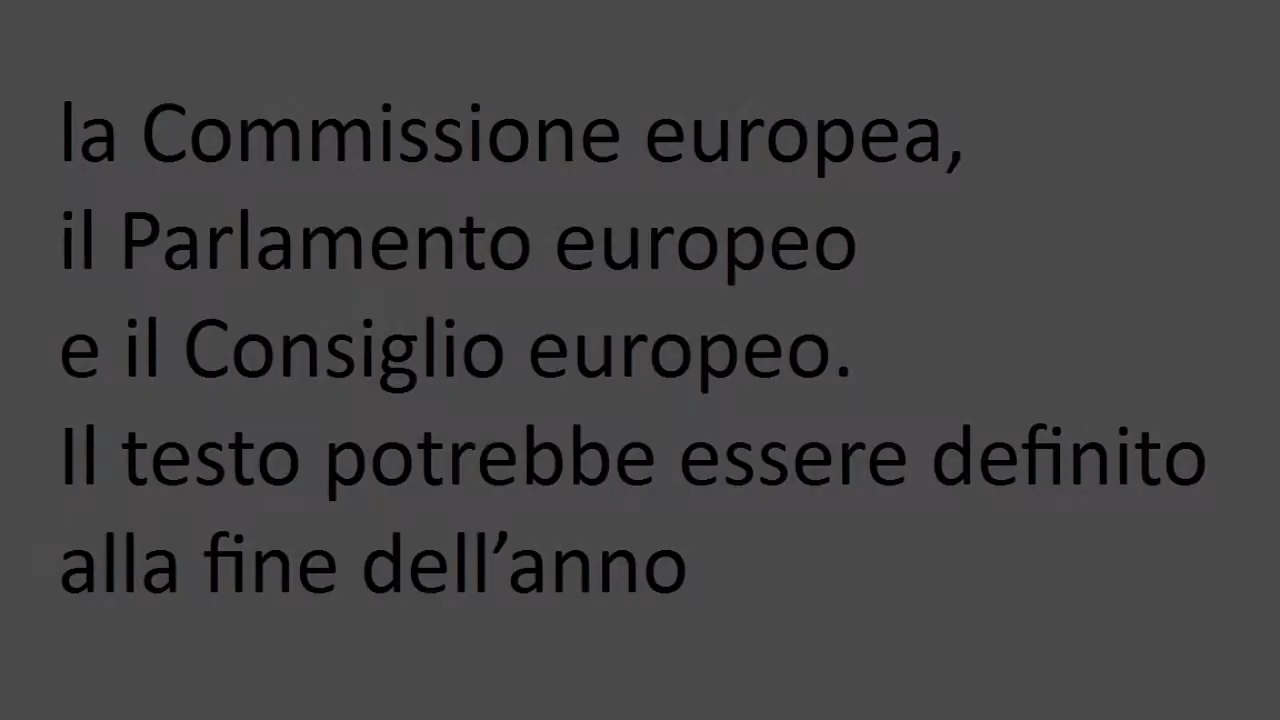 la Commissione europea,
il Parlamento europeo
e il Consiglio europeo.
Il testo potrebbe essere definito
alla fine dell’anno